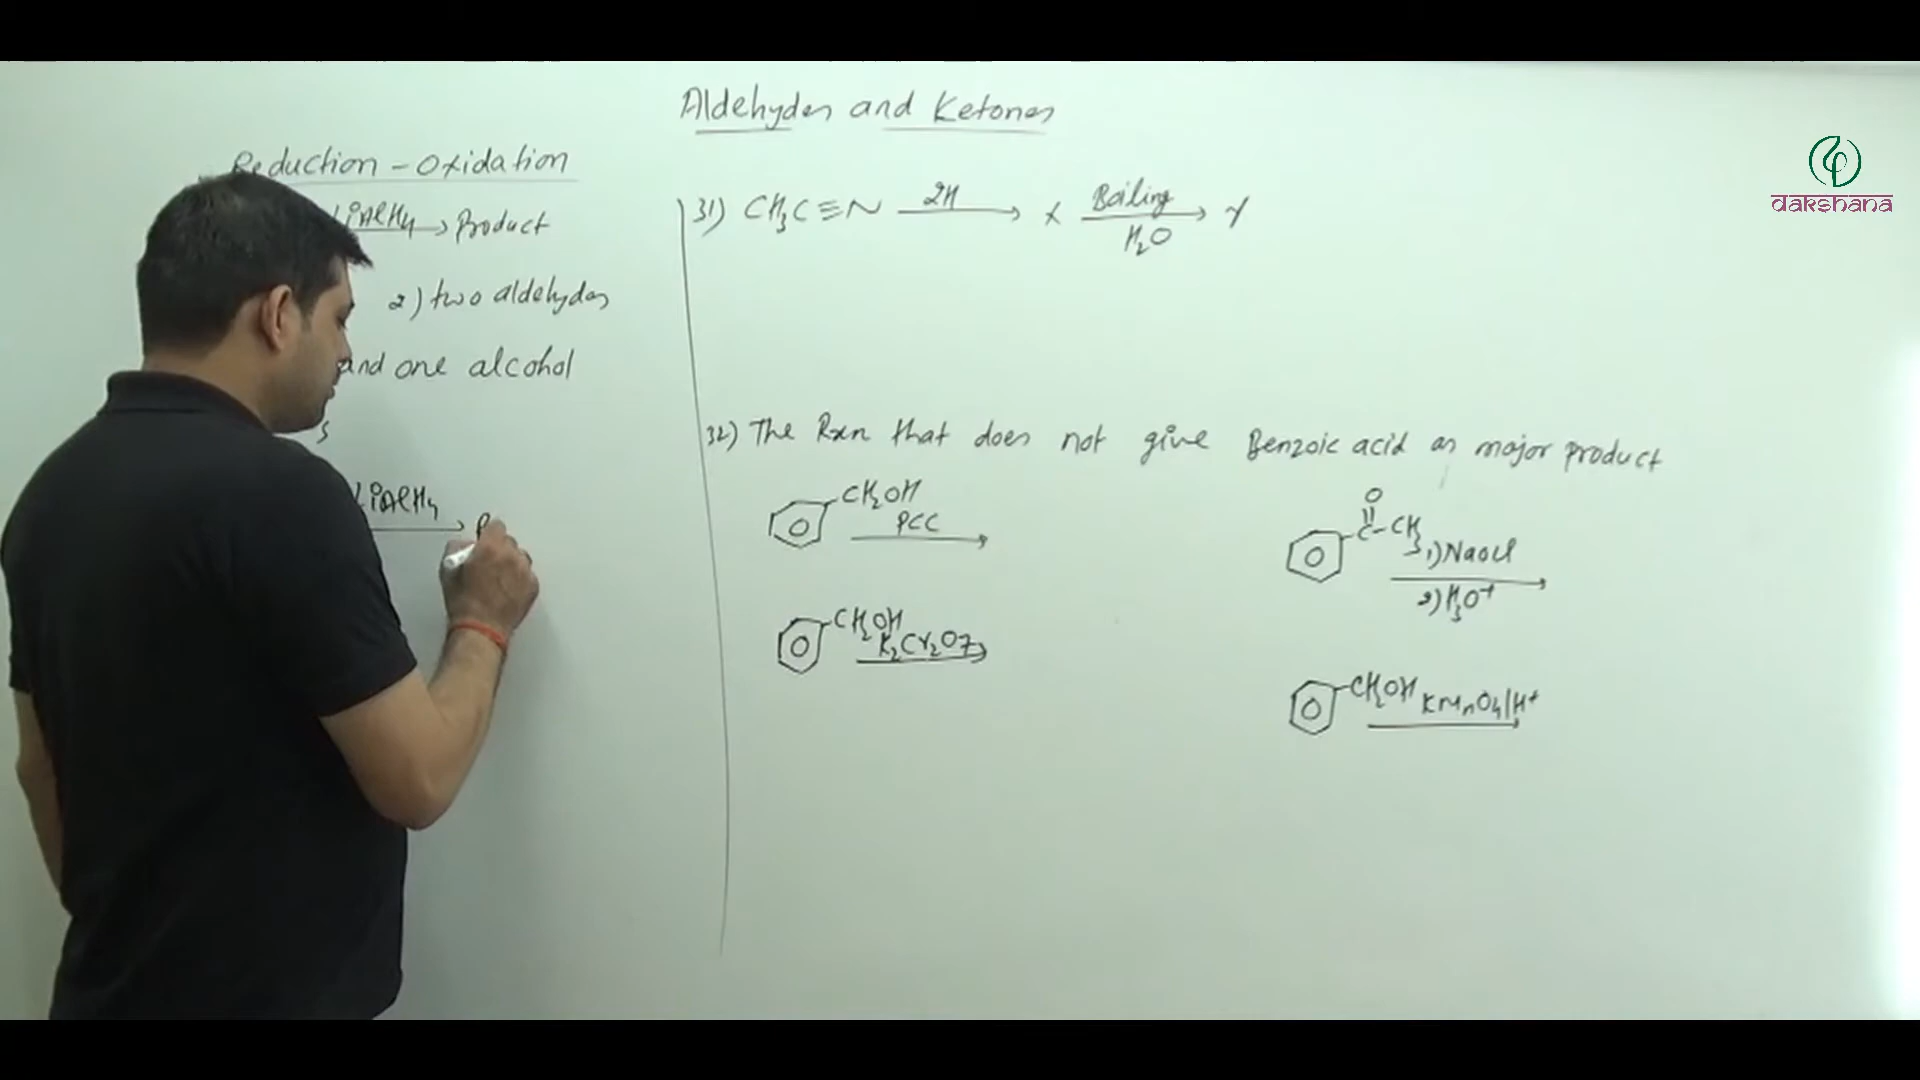 Aldehydes and Ketones
Reduction - Oxidation
LiAlH4 → Product
2) two aldehydes
and one alcohol
LiAlH4 → P
31) CH3C≡N 2H → X Boiling H2O → Y
32) The Rxn that does not give Benzoic acid as major product
CH2OH PCC →
O
C-CH3 1) NaOCl
2) H3O+ →
CH2OH K2Cr2O7 →
CH2OH KMnO4/H+ →
dakshana